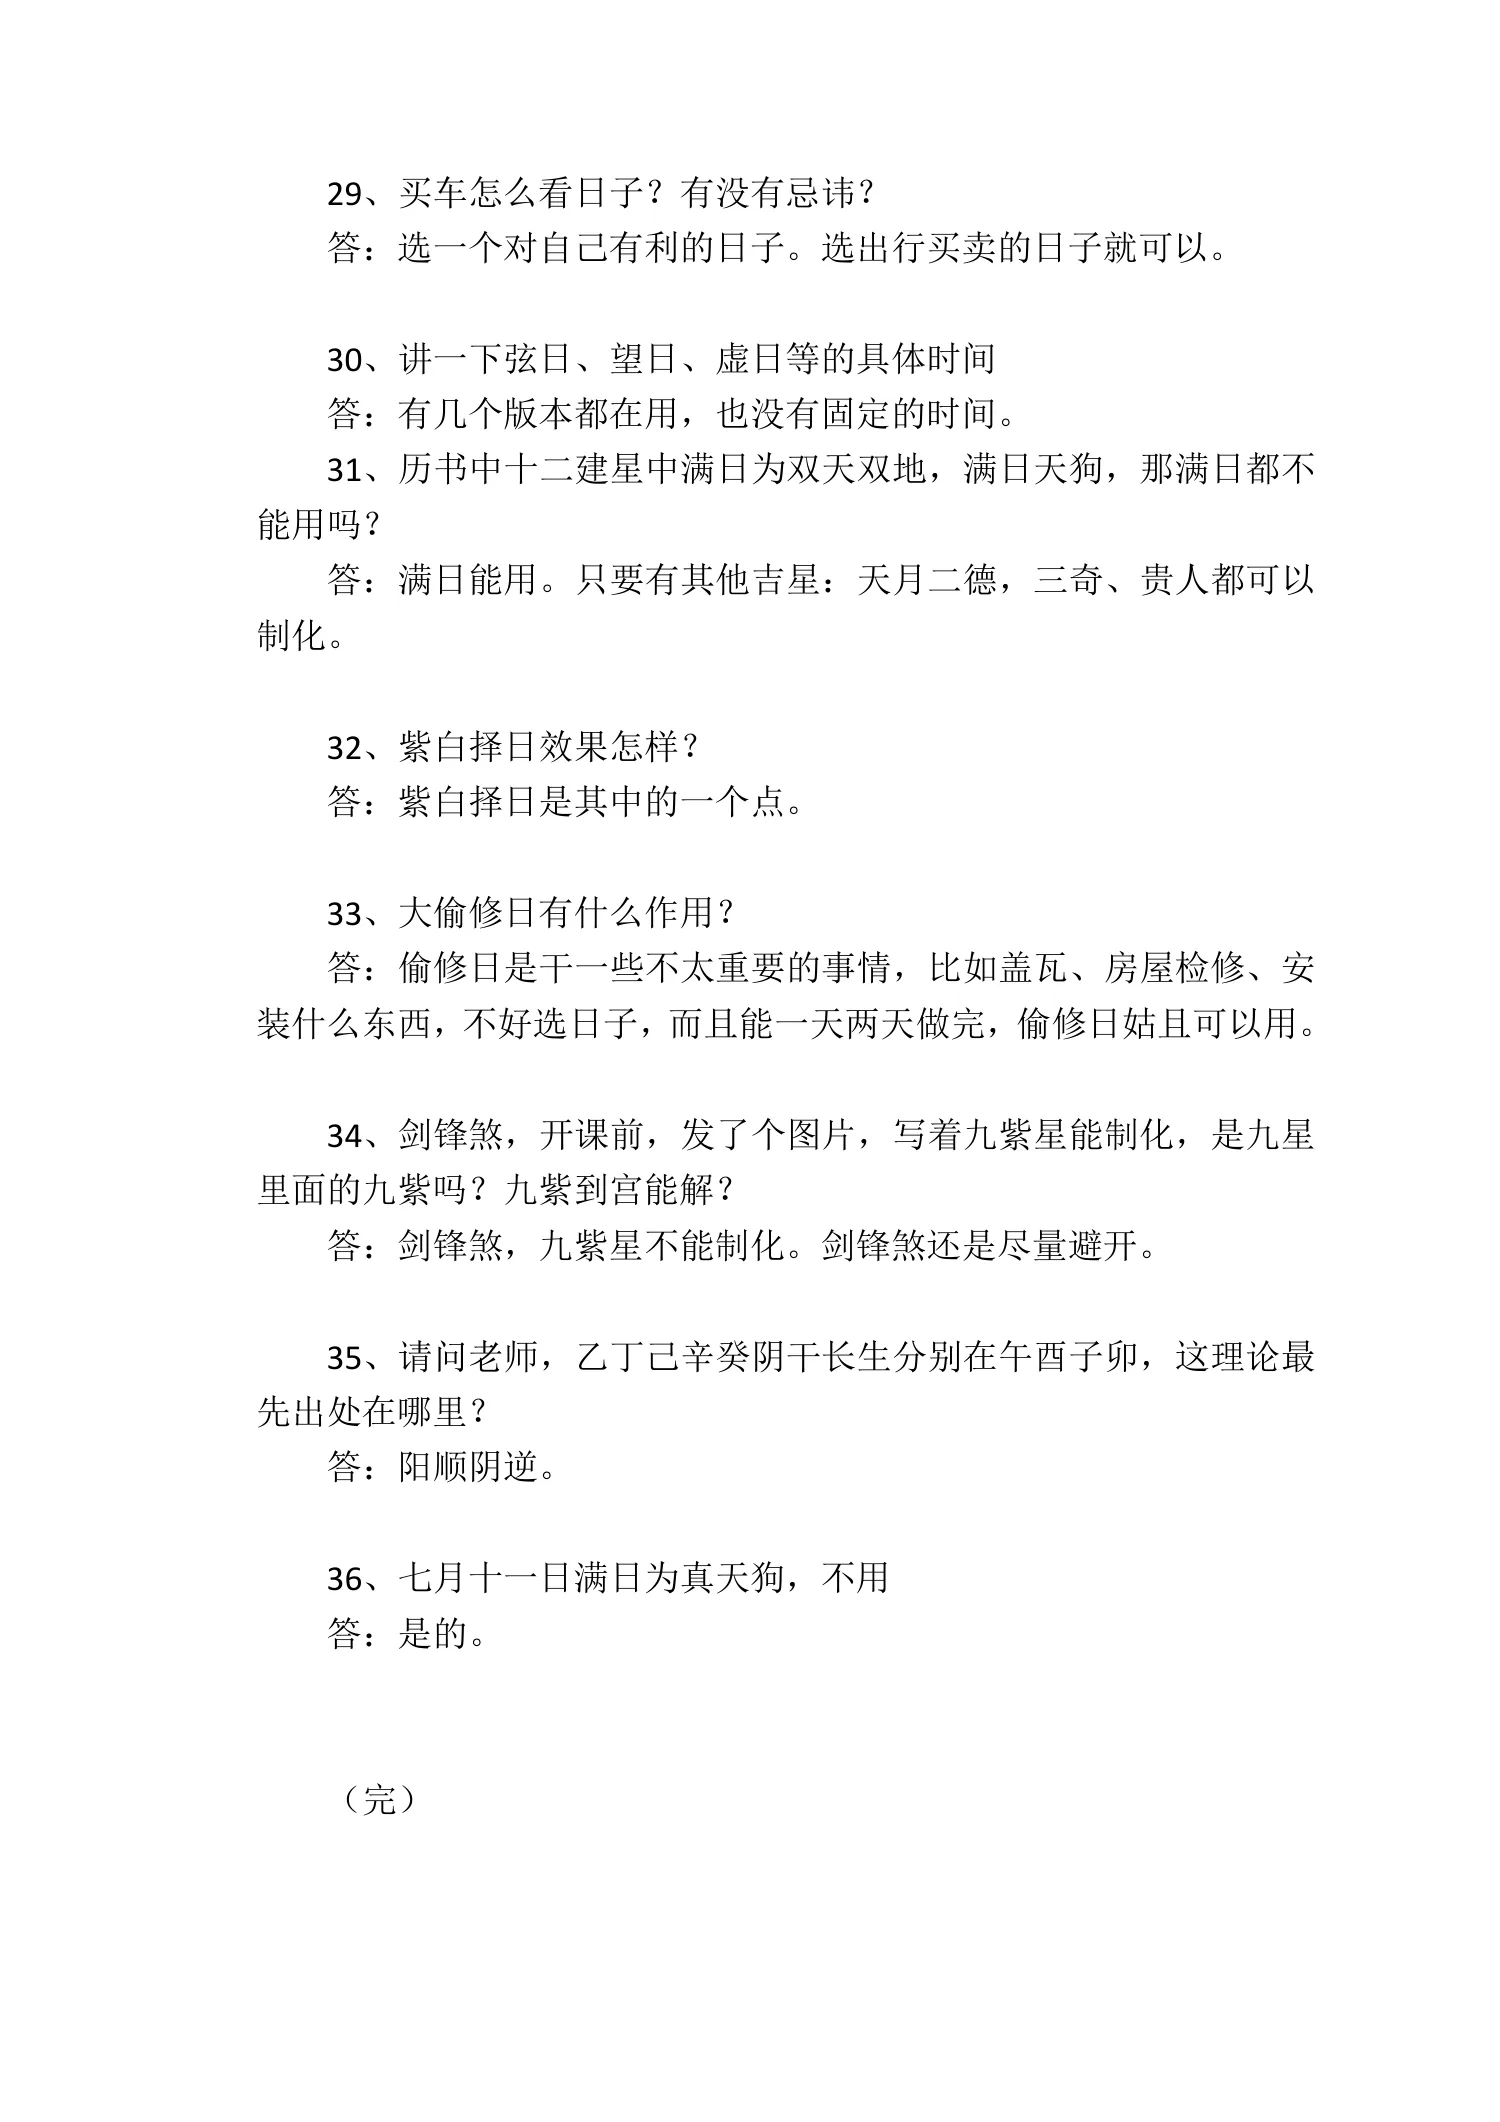 29、买车怎么看日子？有没有忌讳？
答：选一个对自己有利的日子。选出行买卖的日子就可以。
30、讲一下弦日、望日、虚日等的具体时间
答：有几个版本都在用，也没有固定的时间。
31、历书中十二建星中满日为双天双地，满日天狗，那满日都不
能用吗？
答：满日能用。只要有其他吉星：天月二德，三奇、贵人都可以
制化。
32、紫白择日效果怎样？
答：紫白择日是其中的一个点。
33、大偷修日有什么作用？
答：偷修日是干一些不太重要的事情，比如盖瓦、房屋检修、安
装什么东西，不好选日子，而且能一天两天做完，偷修日姑且可以用。
34、剑锋煞，开课前，发了个图片，写着九紫星能制化，是九星
里面的九紫吗？九紫到宫能解？
答：剑锋煞，九紫星不能制化。剑锋煞还是尽量避开。
35、请问老师，乙丁己辛癸阴干长生分别在午酉子卯，这理论最
先出处在哪里？
答：阳顺阴逆。
36、七月十一日满日为真天狗，不用
答：是的。
（完）